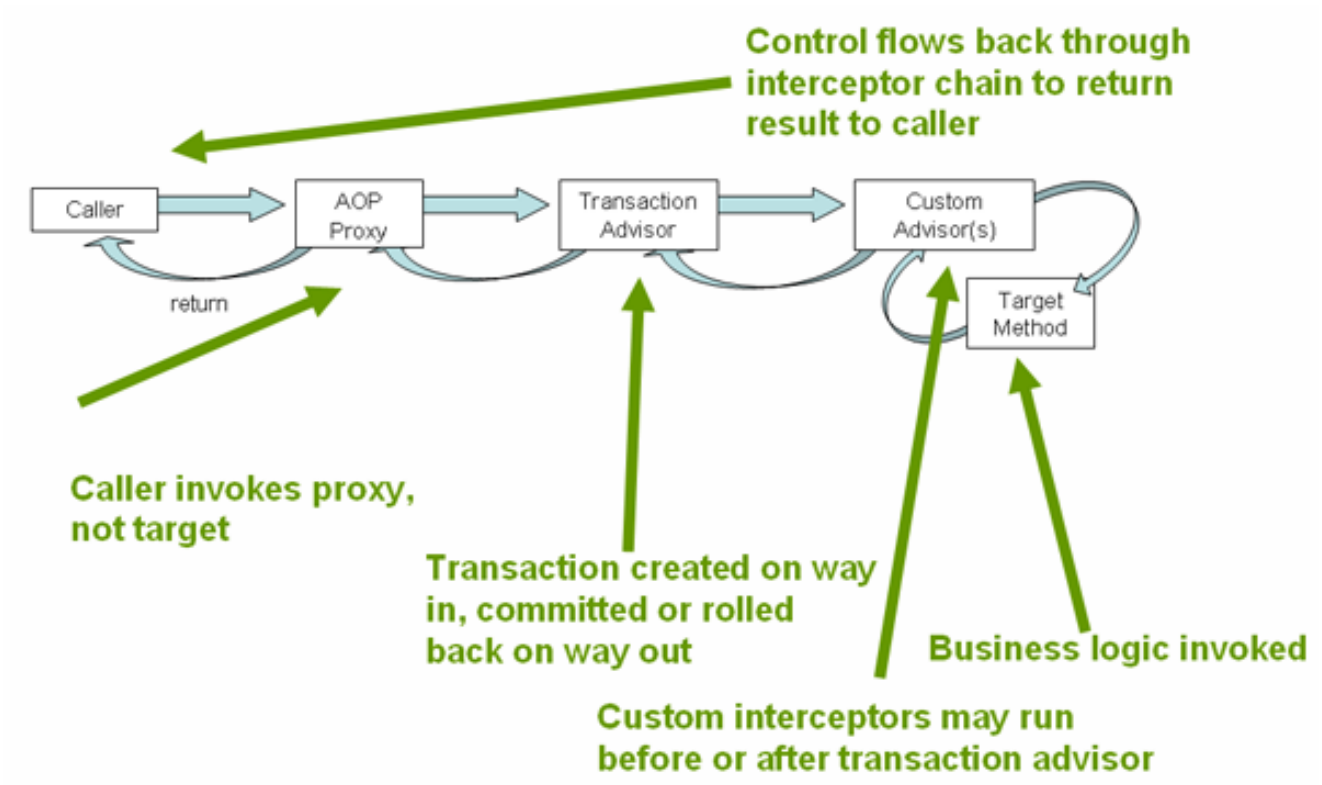 Control flows back through
interceptor chain to return
result to caller
Caller
AOP
Proxy
Transaction
Advisor
Custom
Advisor(s)
return
Target
Method
Caller invokes proxy,
not target
Transaction created on way
in, committed or rolled
back on way out
Business logic invoked
Custom interceptors may run
before or after transaction advisor